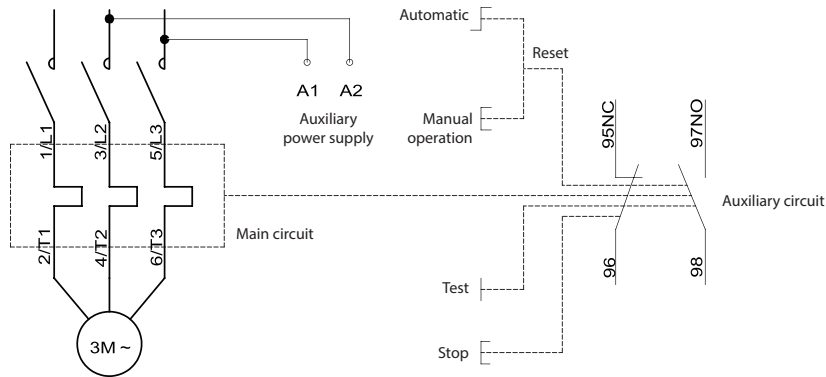 Automatic
Reset
A1 A2
Auxiliary
power supply
Manual
operation
95NC
97NO
1/L1
3/L2
5/L3
Auxiliary circuit
Main circuit
2/T1
4/T2
6/T3
96
98
Test
3M ~
Stop